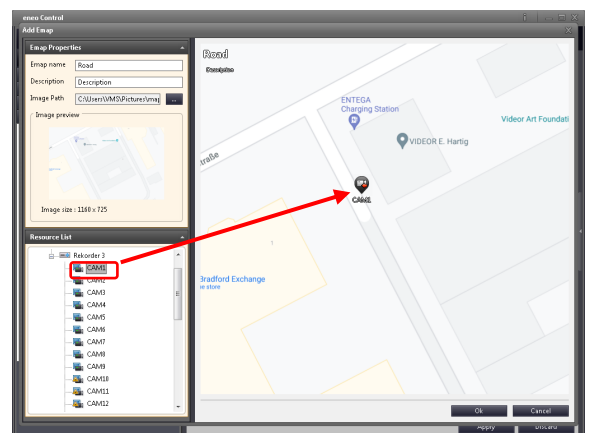 eneo Control
Add Emap
Emap Properties
Emap name Road
Description Description
Image Path C:\Users\VMS\Pictures\map ...
Image preview
Image size : 1160 x 725
Resource List
Rekorder 3
CAM1
CAM2
CAM3
CAM4
CAM5
CAM6
CAM7
CAM8
CAM9
CAM10
CAM11
CAM12
Road
Description
ENTEGA
Charging Station
Videor Art Foundati
VIDEOR E. Hartig
traße
CAM1
1
Bradford Exchange
ne store
Ok Cancel
Apply Discard